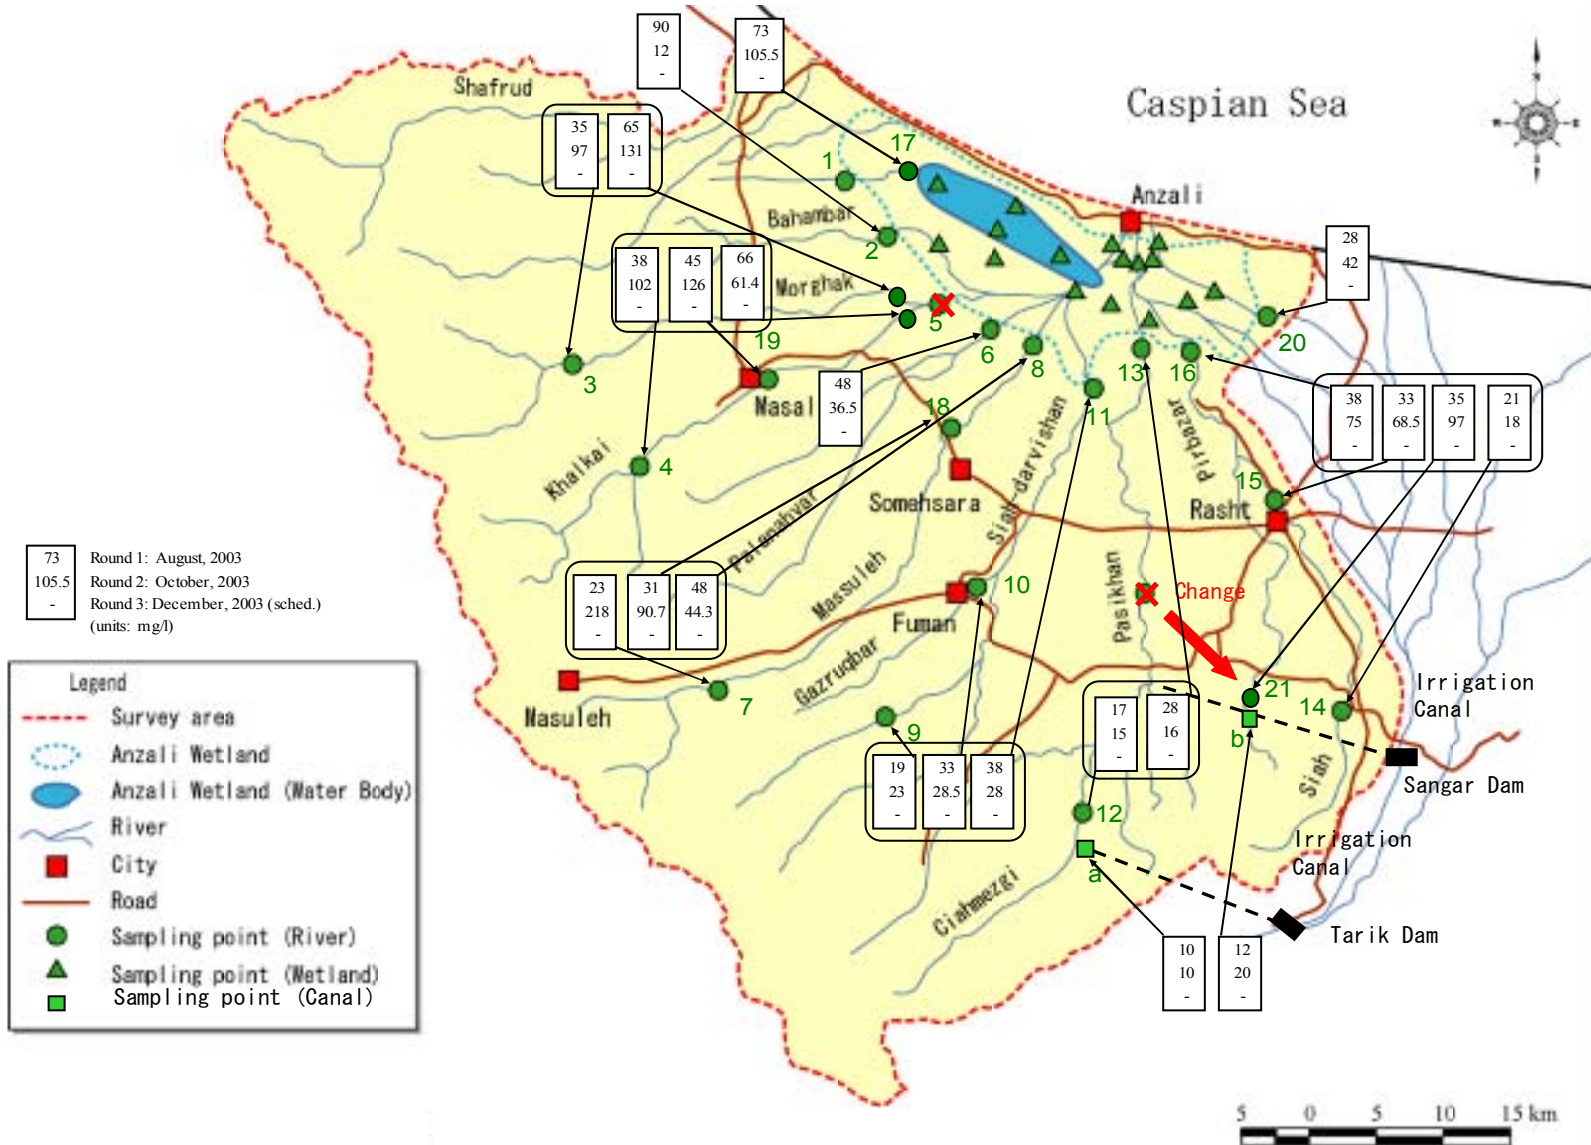 90
12
-
73
105.5
-
Shafrud
Caspian Sea
N
W
E
S
35
97
-
65
131
-
17
1
Anzali
Bahambar
2
28
42
-
38
102
-
45
126
-
66
61.4
-
Morghak
5
19
6
20
3
8
13
16
48
36.5
-
Masal
18
11
38
75
-
33
68.5
-
35
97
-
21
18
-
Khalkai
4
Pirbazar
15
Somehsara
Siah-darvishan
Rasht
Palanahvar
73
105.5
-
Round 1: August, 2003
Round 2: October, 2003
Round 3: December, 2003 (sched.)
(units: mg/l)
23
218
-
31
90.7
-
48
44.3
-
Massuleh
10
Fuman
Pasikhan
Change
Gazruqbar
Masuleh
7
9
21
14
b
Irrigation
Canal
17
15
-
28
16
-
Siah
Sangar Dam
19
23
-
33
28.5
-
38
28
-
12
a
Irrigation
Canal
Ciahmezgi
Tarik Dam
10
10
-
12
20
-
Legend
Survey area
Anzali Wetland
Anzali Wetland (Water Body)
River
City
Road
Sampling point (River)
Sampling point (Wetland)
Sampling point (Canal)
5 0 5 10 15 km